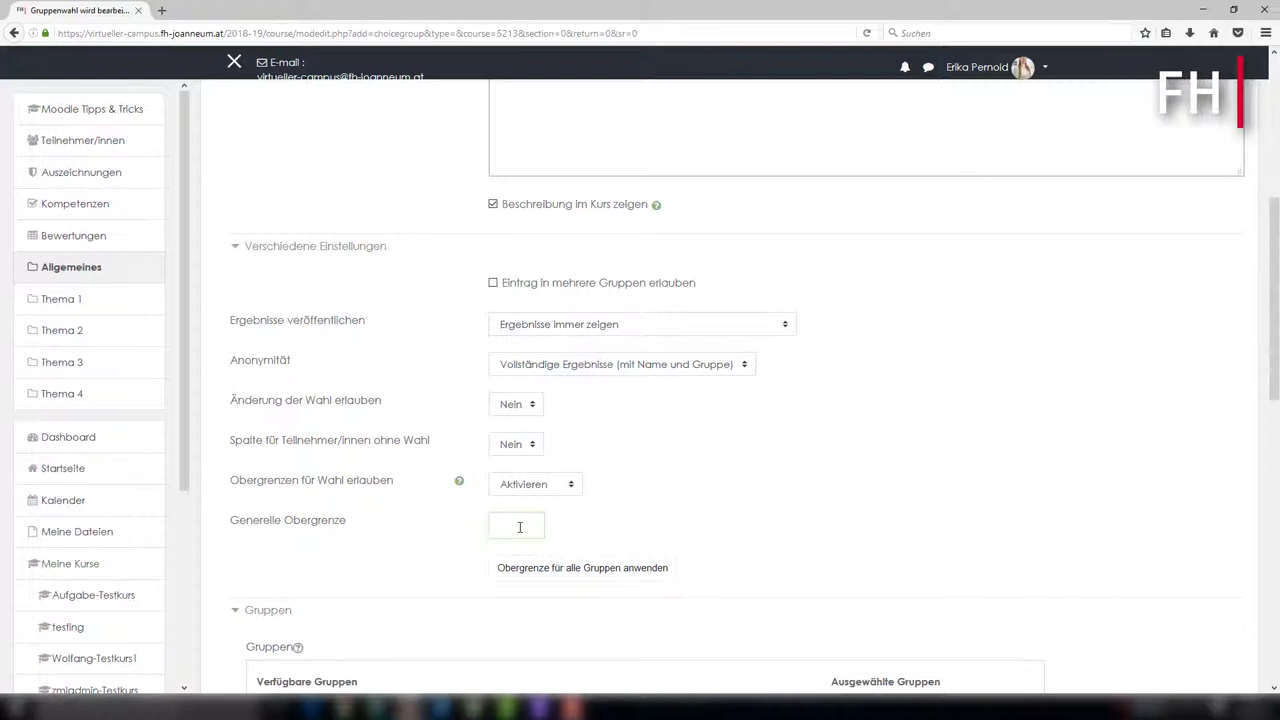 Gruppenwahl wird bearbei...
https://virtueller-campus.fh-joanneum.at/2018-19/course/modedit.php?add=choicegroup&type=&course=5213&section=0&return=0&sr=0
Suchen
E-mail :
virtueller-campus@fh-joanneum.at
Erika Pernold
FH
Moodle Tipps & Tricks
Teilnehmer/innen
Auszeichnungen
Kompetenzen
Bewertungen
Allgemeines
Thema 1
Thema 2
Thema 3
Thema 4
Dashboard
Startseite
Kalender
Meine Dateien
Meine Kurse
Aufgabe-Testkurs
testing
Wolfang-Testkurs1
zmladmin-Testkurs
Beschreibung im Kurs zeigen
Verschiedene Einstellungen
Eintrag in mehrere Gruppen erlauben
Ergebnisse veröffentlichen
Ergebnisse immer zeigen
Anonymität
Vollständige Ergebnisse (mit Name und Gruppe)
Änderung der Wahl erlauben
Nein
Spalte für Teilnehmer/innen ohne Wahl
Nein
Obergrenzen für Wahl erlauben
Aktivieren
Generelle Obergrenze
Obergrenze für alle Gruppen anwenden
Gruppen
Gruppen
Verfügbare Gruppen
Ausgewählte Gruppen